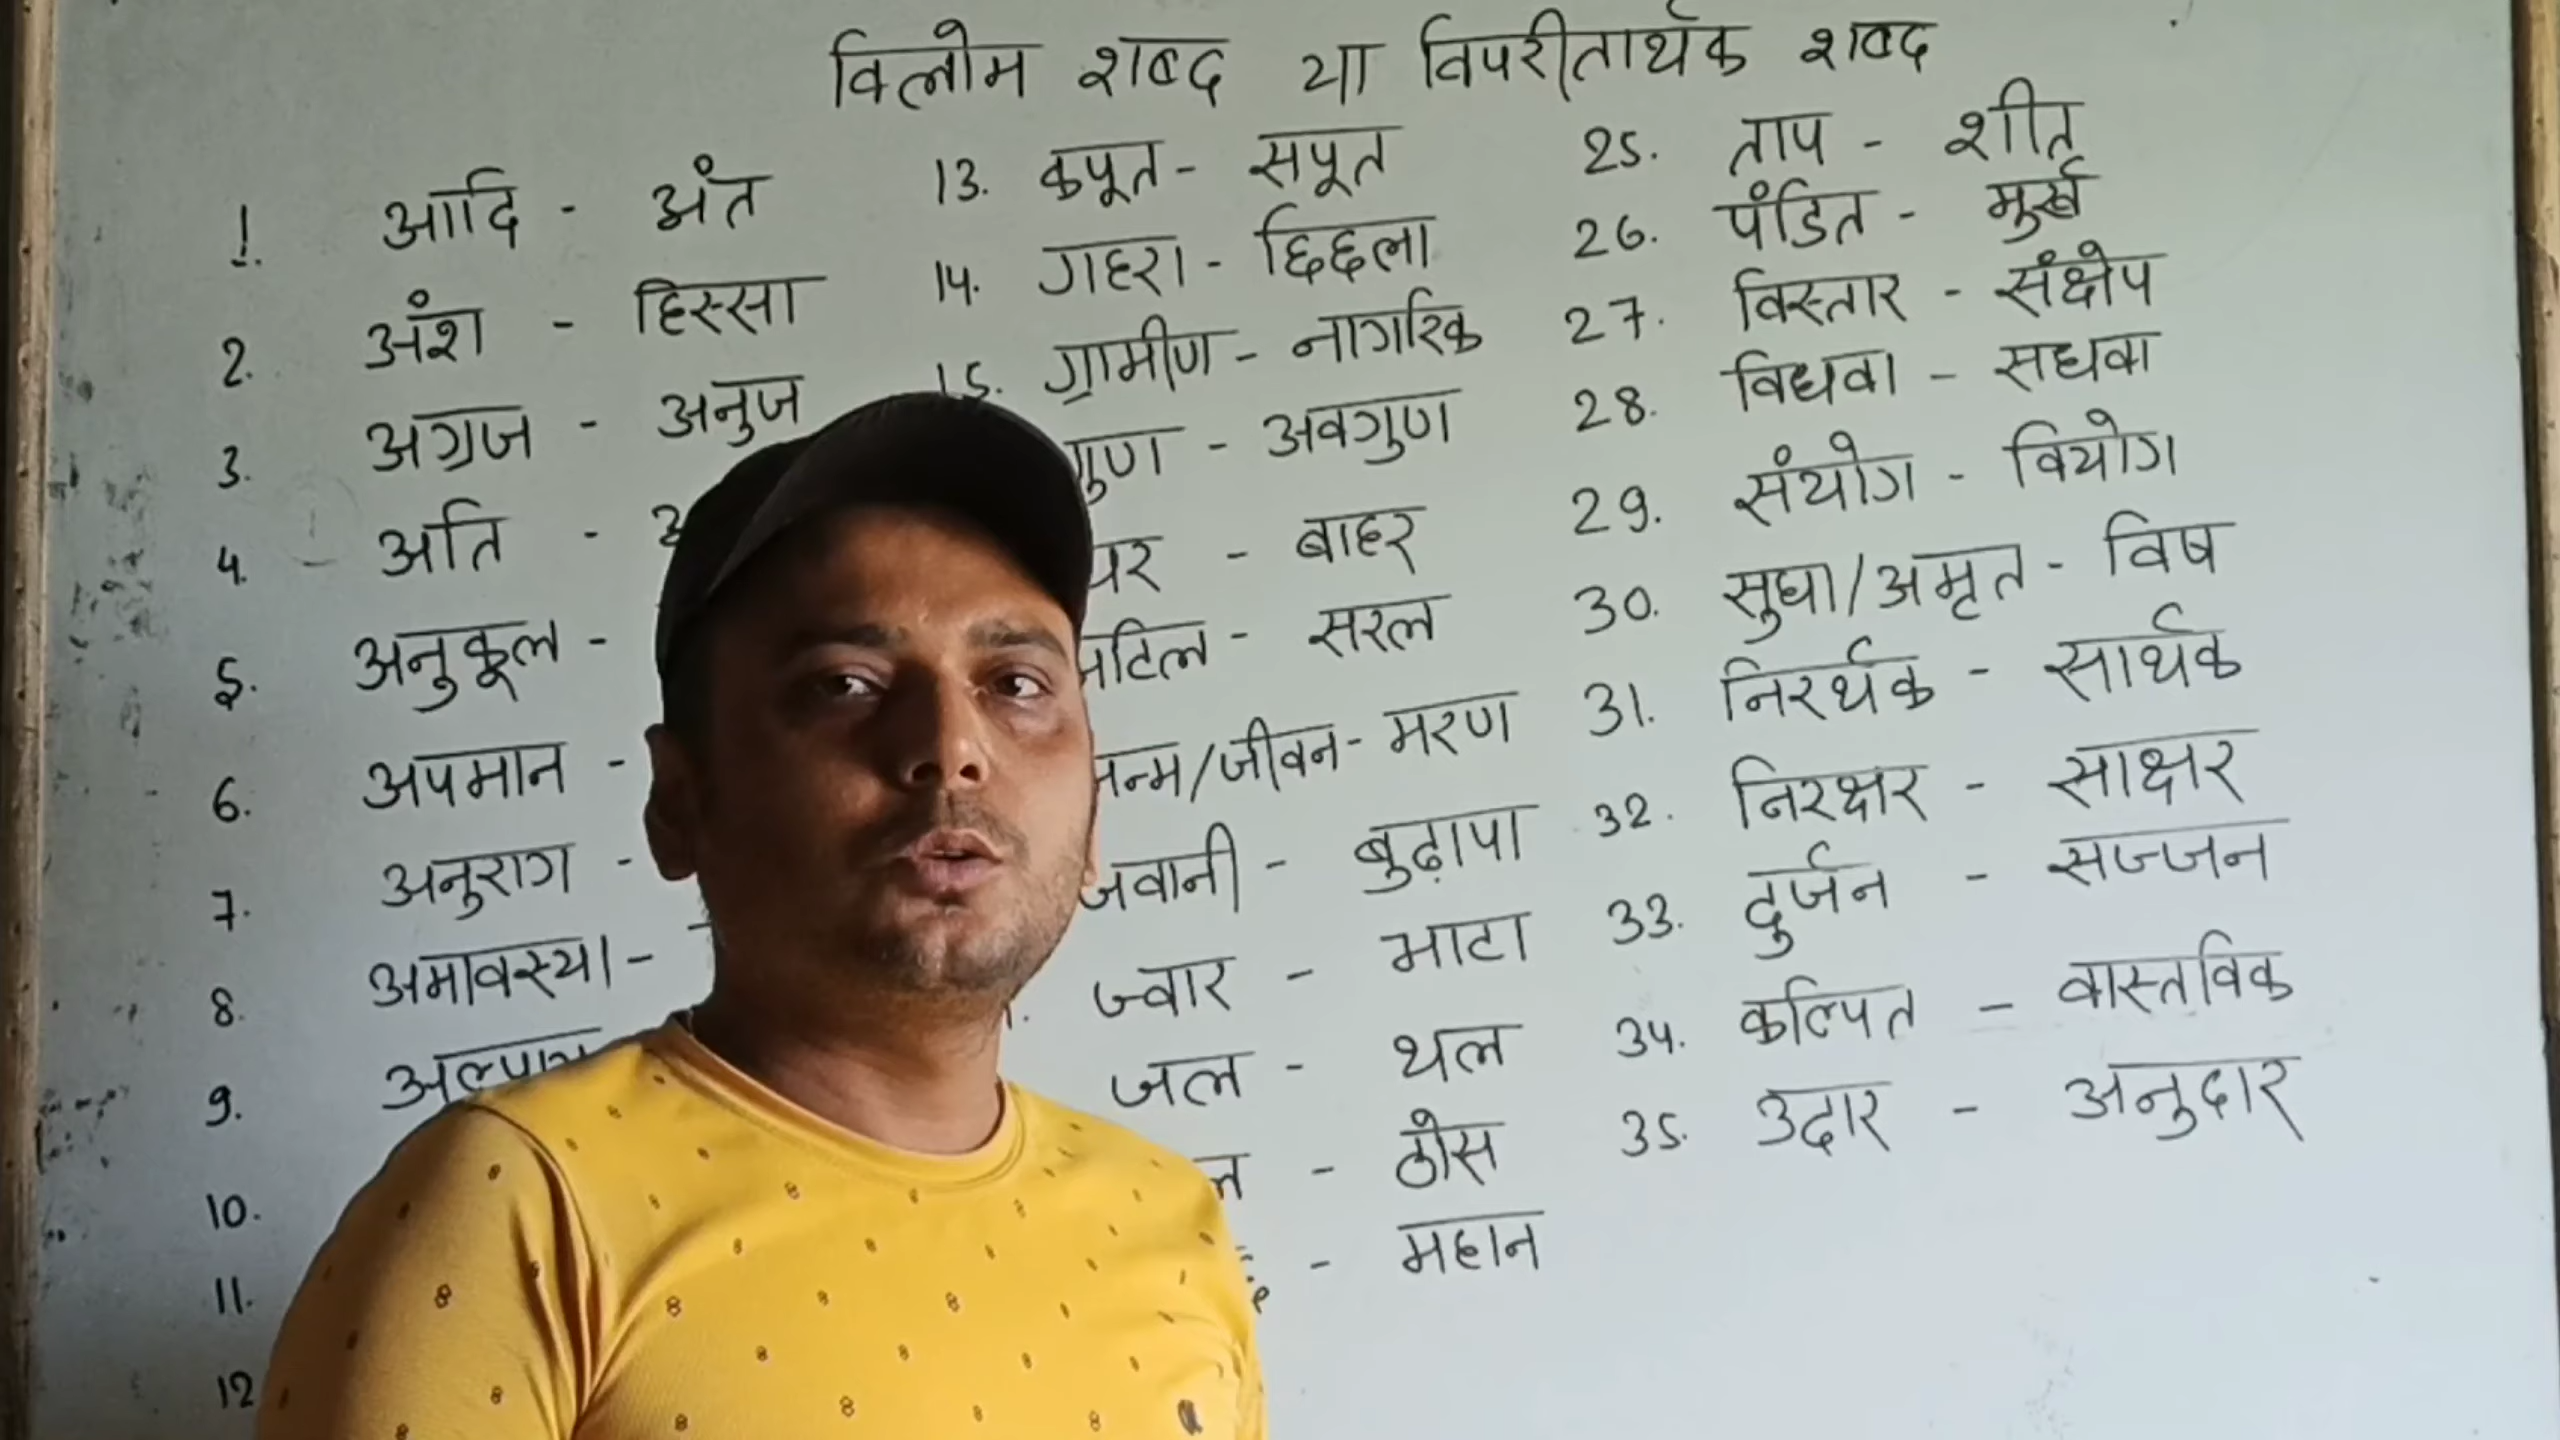 विलोम शब्द या विपरीतार्थक शब्द
1. आदि - अंत
2. अंश - हिस्सा
3. अग्रज - अनुज
4. अति -
5. अनुकूल -
6. अपमान -
7. अनुराग -
8. अमावस्या -
9.
10.
11.
12
13. कपूत - सपूत
14. गहरा - छिछला
15. ग्रामीण - नागरिक
गुण - अवगुण
- बाहर
- सरल
/जीवन - मरण
जवानी - बुढ़ापा
ज्वार - भाटा
जल - थल
- ठोस
- महान
25. ताप - शीत
26. पंडित - मुर्ख
27. विस्तार - संक्षेप
28. विधवा - सधवा
29. संयोग - वियोग
30. सुधा/अमृत - विष
31. निरर्थक - सार्थक
32. निरक्षर - साक्षर
33. दुर्जन - सज्जन
34. कल्पित - वास्तविक
35. उदार - अनुदार